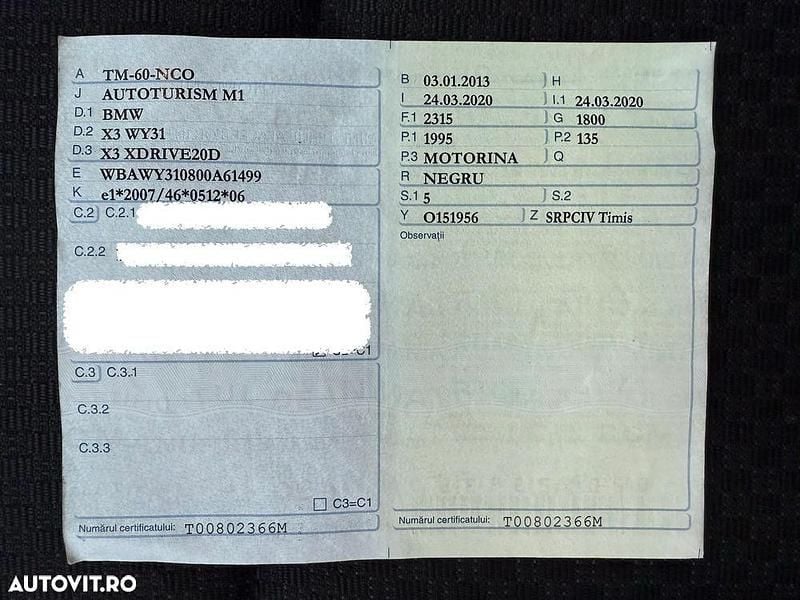 A TM-60-NCO
J AUTOTURISM M1
D.1 BMW
D.2 X3 WY31
D.3 X3 XDRIVE20D
E WBAWY310800A61499
K e1*2007/46*0512*06
C.2 C.2.1
C.2.2
C.3 C.3.1
C.3.2
C.3.3
C3=C1
Numărul certificatului: T00802366M
B 03.01.2013 H
I 24.03.2020 I.1 24.03.2020
F.1 2315 G 1800
P.1 1995 P.2 135
P.3 MOTORINA Q
R NEGRU
S.1 5 S.2
Y O151956 Z SRPCIV Timis
Observații
Numărul certificatului: T00802366M
AUTOVIT.RO